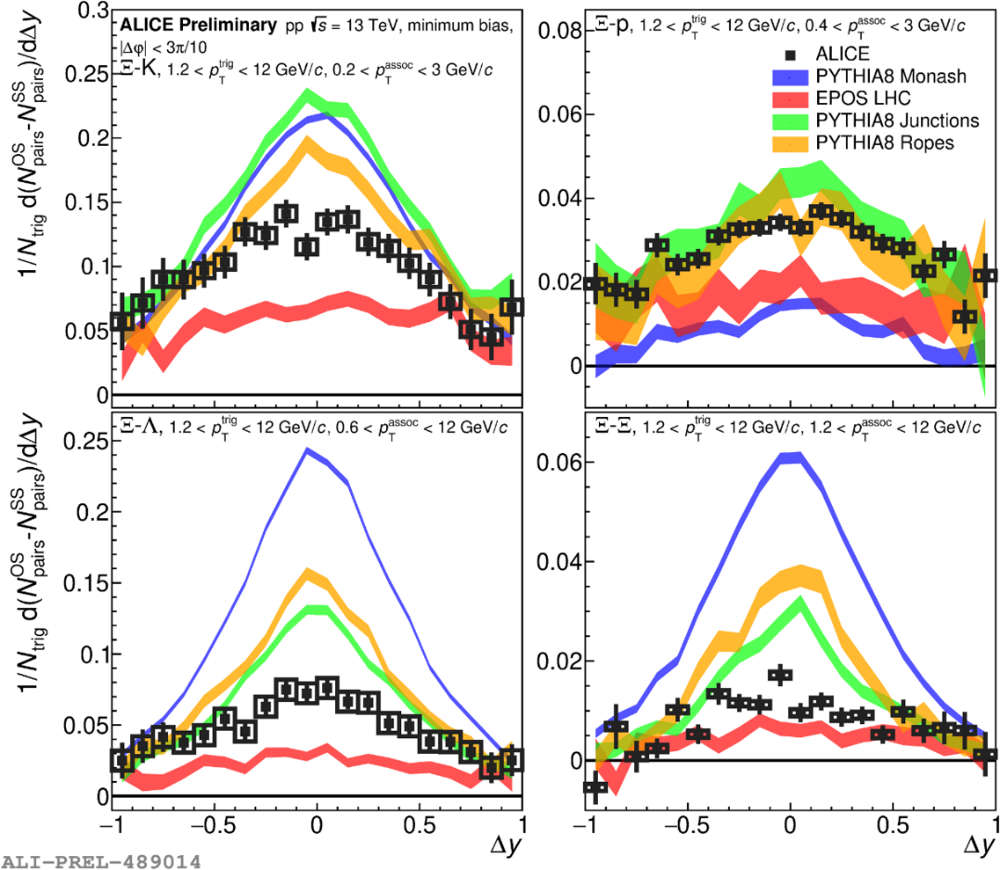 ALICE Preliminary pp √s = 13 TeV, minimum bias,
|Δφ| < 3π/10
Ξ-K, 1.2 < p_T^trig < 12 GeV/c, 0.2 < p_T^assoc < 3 GeV/c
1/N_trig d(N_pairs^OS-N_pairs^SS)/dΔy
0.3
0.25
0.2
0.15
0.1
0.05
0
Ξ-p, 1.2 < p_T^trig < 12 GeV/c, 0.4 < p_T^assoc < 3 GeV/c
ALICE
PYTHIA8 Monash
EPOS LHC
PYTHIA8 Junctions
PYTHIA8 Ropes
0.08
0.06
0.04
0.02
0
Ξ-Λ, 1.2 < p_T^trig < 12 GeV/c, 0.6 < p_T^assoc < 12 GeV/c
1/N_trig d(N_pairs^OS-N_pairs^SS)/dΔy
0.25
0.2
0.15
0.1
0.05
0
−1 −0.5 0 0.5 1
Δy
Ξ-Ξ, 1.2 < p_T^trig < 12 GeV/c, 1.2 < p_T^assoc < 12 GeV/c
0.06
0.04
0.02
0
−1 −0.5 0 0.5 1
Δy
ALI-PREL-489014